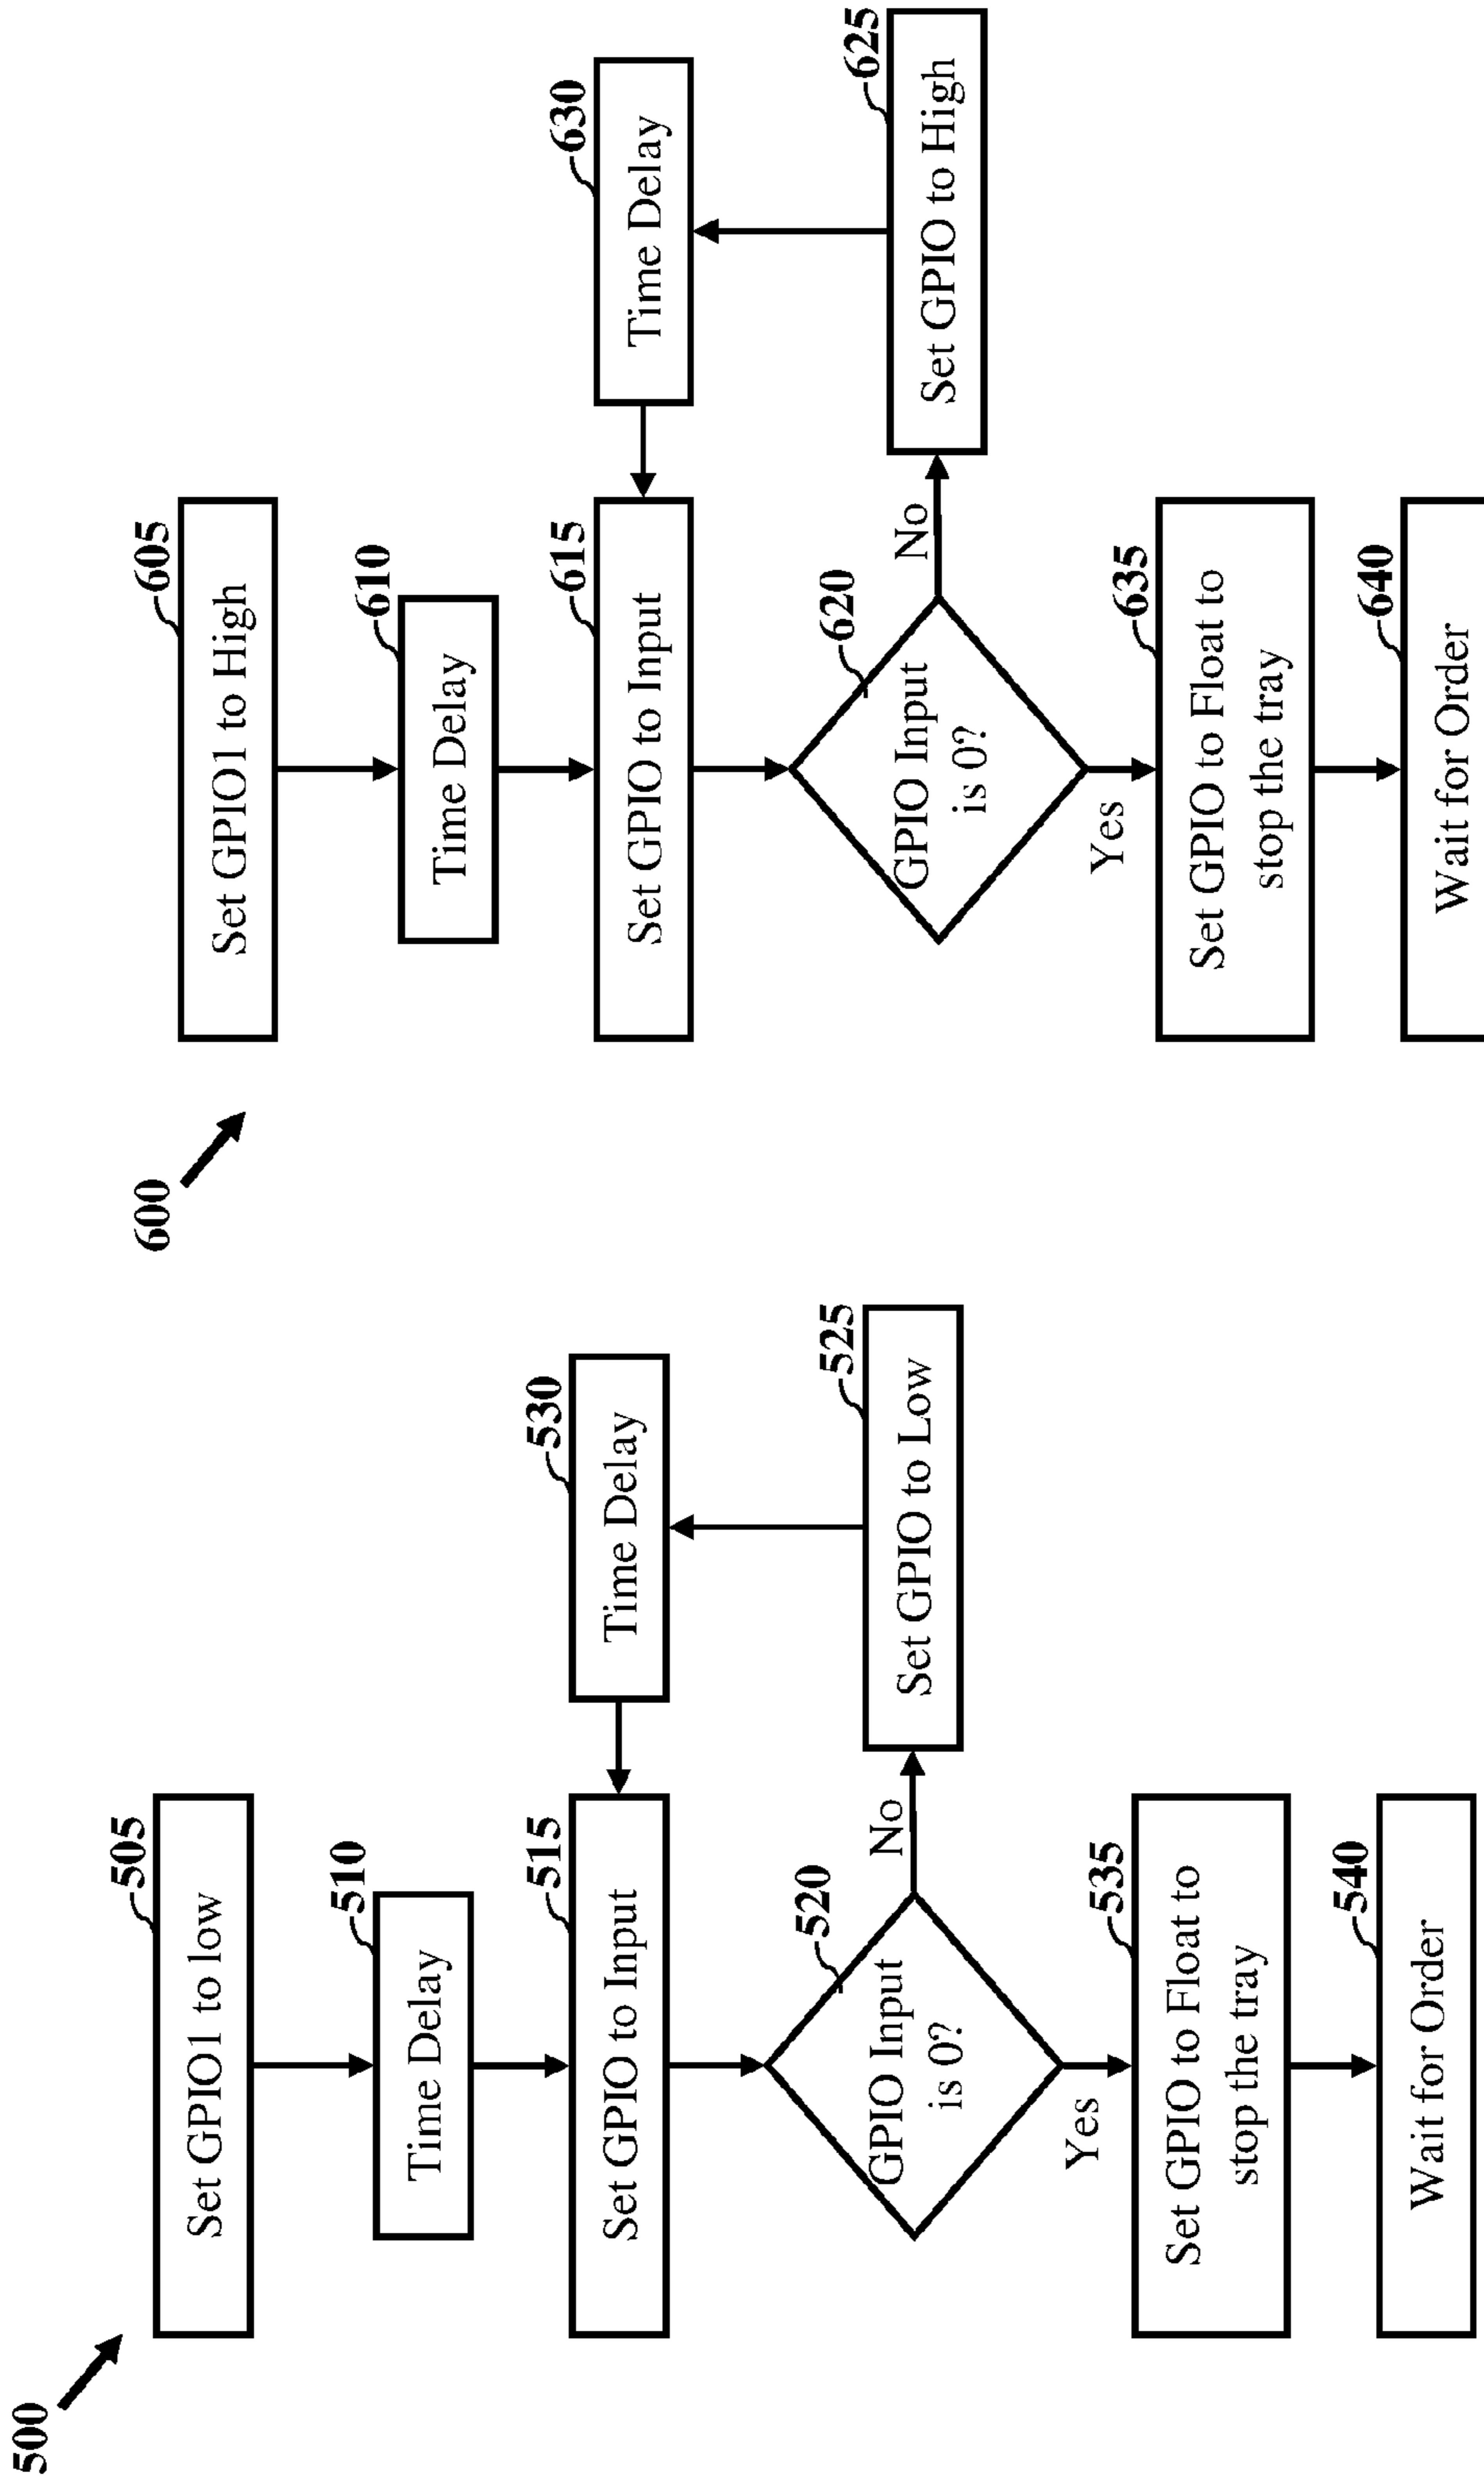 500
505
Set GPIO1 to low
510
Time Delay
515
Set GPIO to Input
520
GPIO Input
is 0?
No
525
Set GPIO to Low
530
Time Delay
Yes
535
Set GPIO to Float to
stop the tray
540
Wait for Order
600
605
Set GPIO1 to High
610
Time Delay
615
Set GPIO to Input
620
GPIO Input
is 0?
No
625
Set GPIO to High
630
Time Delay
Yes
635
Set GPIO to Float to
stop the tray
640
Wait for Order